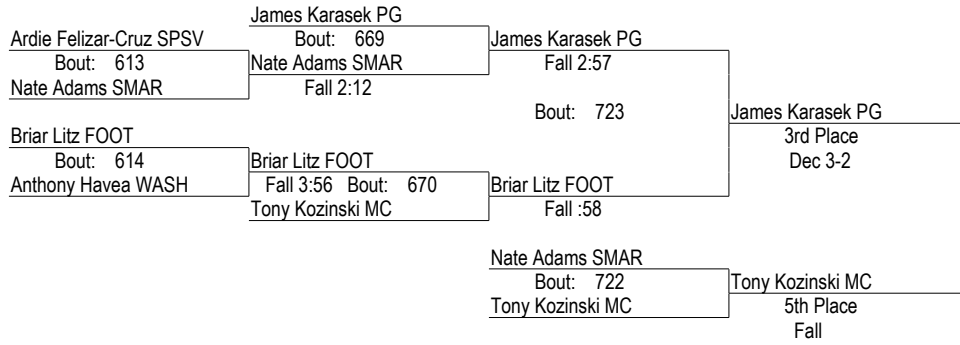 James Karasek PG
Ardie Felizar-Cruz SPSV
Bout: 669
James Karasek PG
Bout: 613
Nate Adams SMAR
Fall 2:57
Nate Adams SMAR
Fall 2:12
Bout: 723
James Karasek PG
Briar Litz FOOT
3rd Place
Bout: 614
Briar Litz FOOT
Dec 3-2
Anthony Havea WASH
Fall 3:56 Bout: 670
Briar Litz FOOT
Tony Kozinski MC
Fall :58
Nate Adams SMAR
Bout: 722
Tony Kozinski MC
Tony Kozinski MC
5th Place
Fall